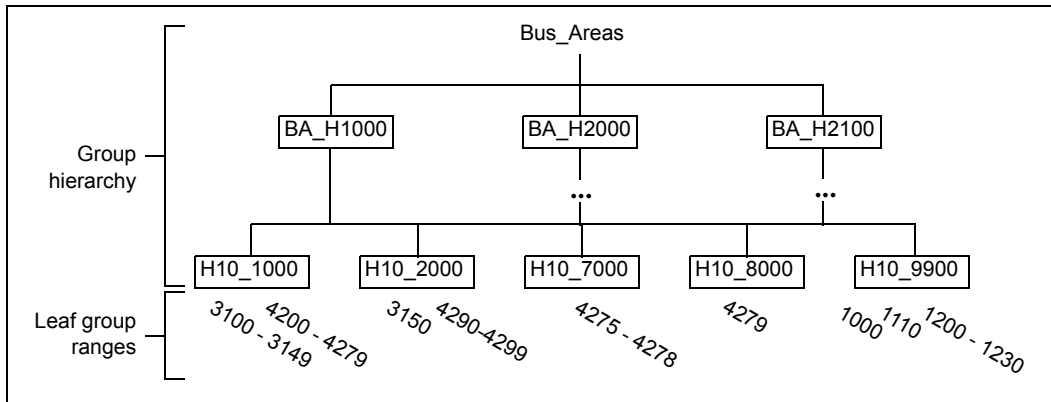 Bus_Areas
BA_H1000
BA_H2000
BA_H2100
Group
hierarchy
...
...
H10_1000
H10_2000
H10_7000
H10_8000
H10_9900
Leaf group
ranges
3100 - 3149
4200 - 4279
3150
4290-4299
4275 - 4278
4279
1000
1110
1200 - 1230